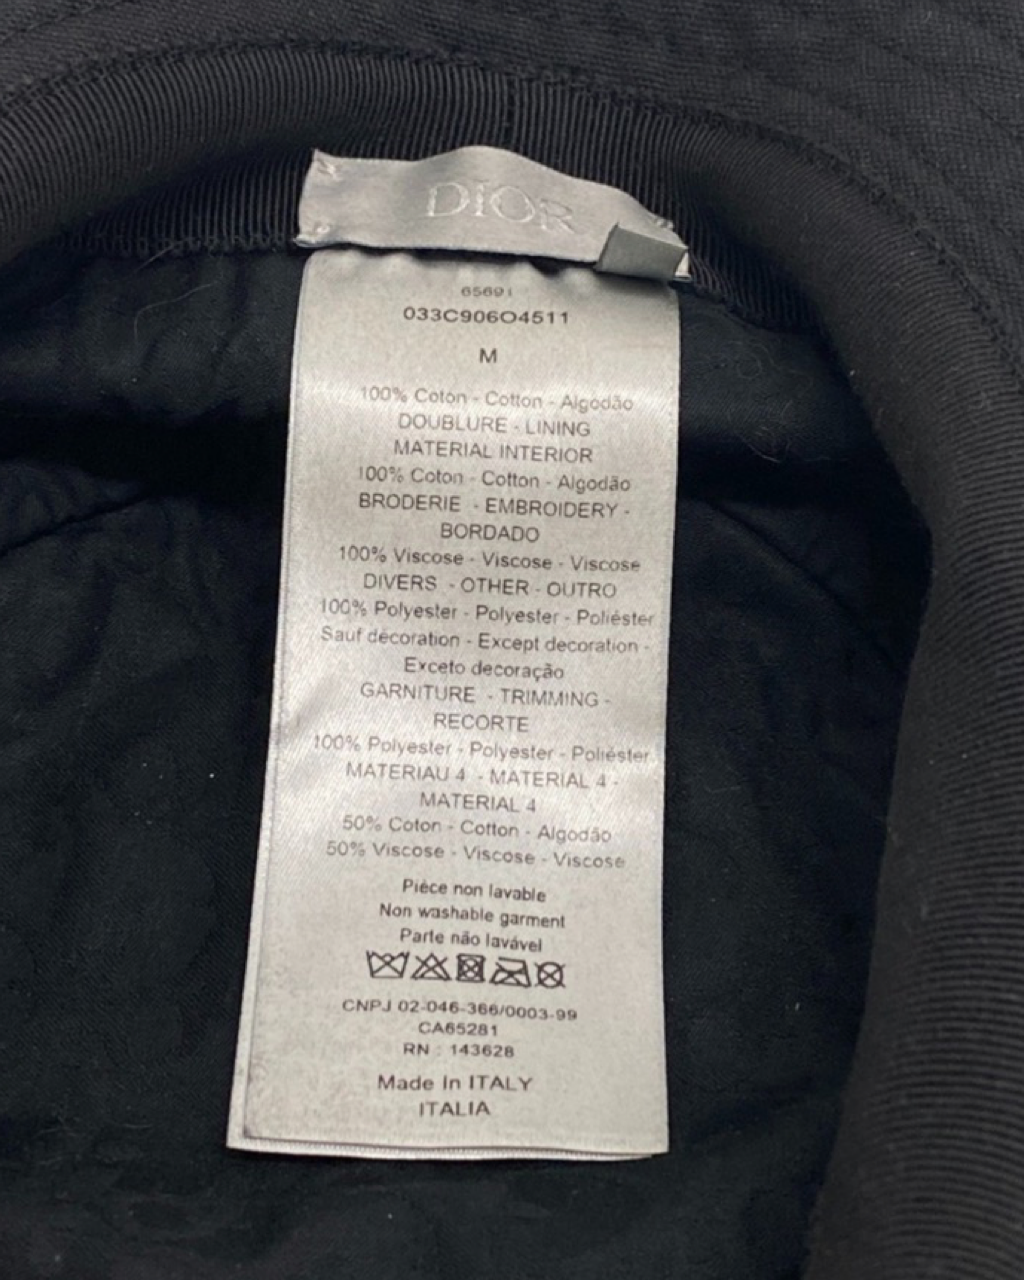 DIOR
65691
033C906O4511
M
100% Coton - Cotton - Algodão
DOUBLURE - LINING
MATERIAL INTERIOR
100% Coton - Cotton - Algodão
BRODERIE - EMBROIDERY -
BORDADO
100% Viscose - Viscose - Viscose
DIVERS - OTHER - OUTRO
100% Polyester - Polyester - Poliéster
Sauf décoration - Except decoration -
Exceto decoração
GARNITURE - TRIMMING -
RECORTE
100% Polyester - Polyester - Poliéster
MATERIAU 4 - MATERIAL 4 -
MATERIAL 4
50% Coton - Cotton - Algodão
50% Viscose - Viscose - Viscose
Pièce non lavable
Non washable garment
Parte não lavável
CNPJ 02-046-366/0003-99
CA65281
RN : 143628
Made In ITALY
ITALIA